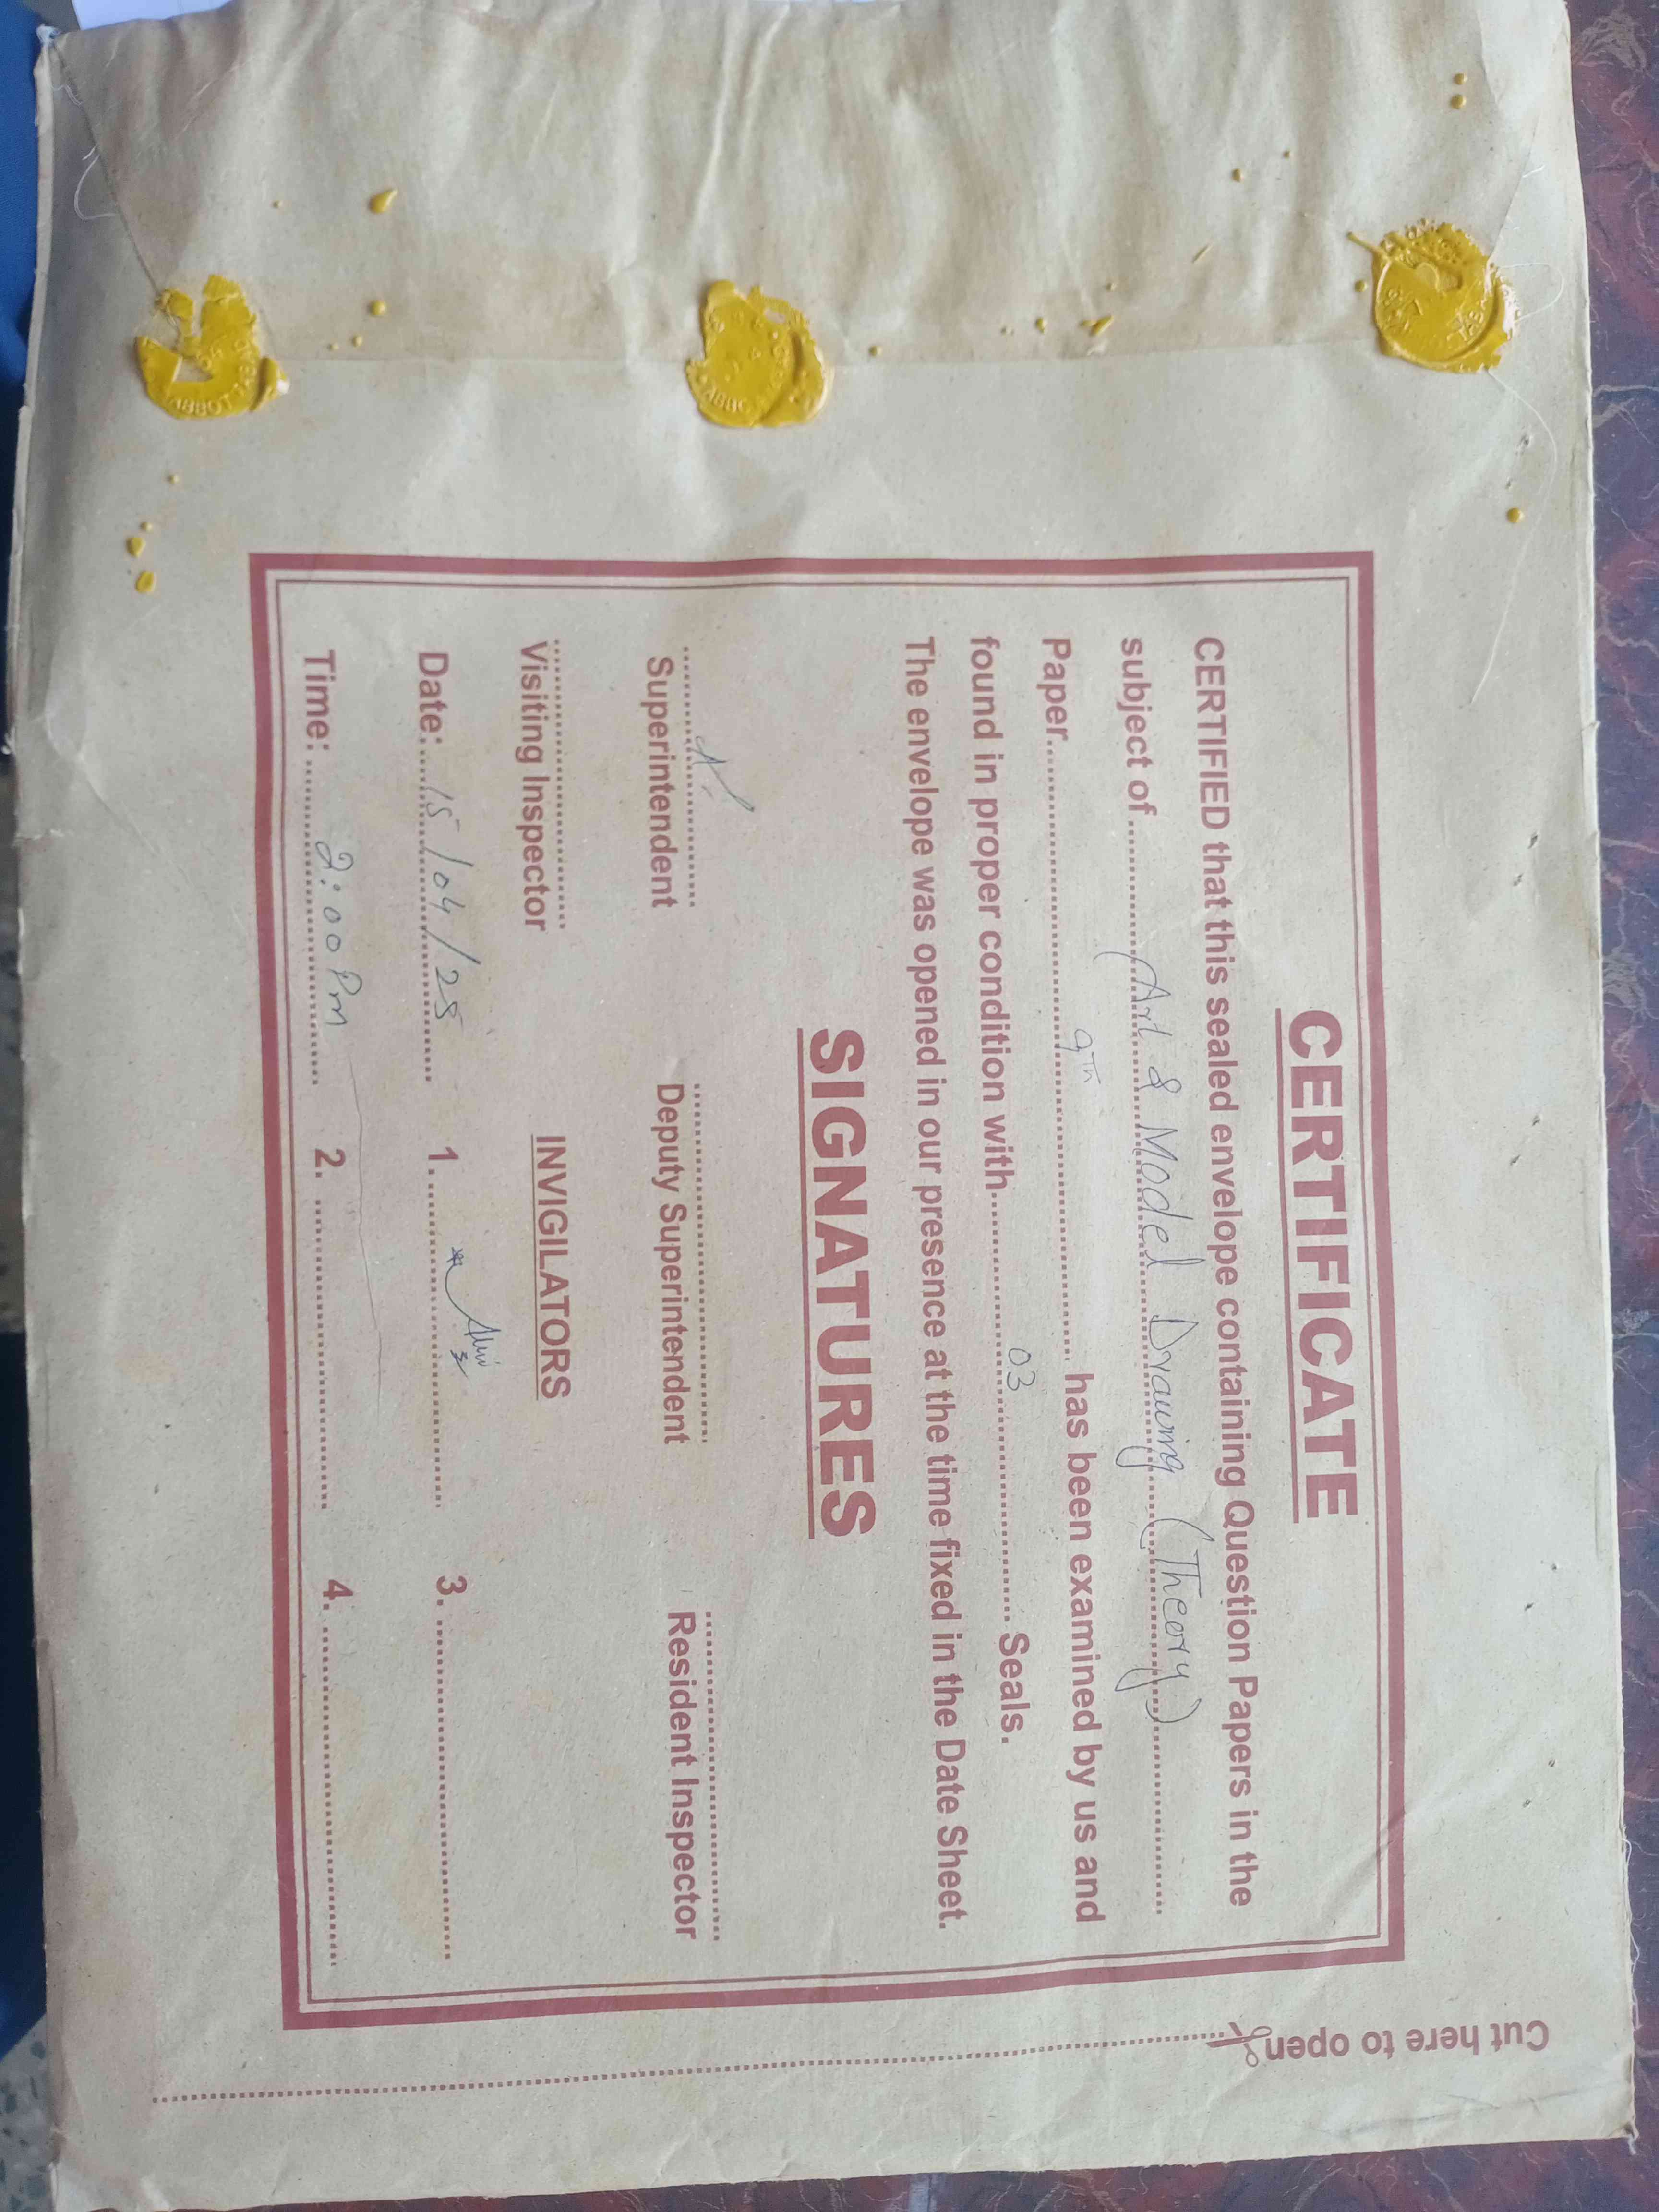 CERTIFICATE
CERTIFIED that this sealed envelope containing Question Papers in the
subject of (Art & Model Drawing (Theory)
Paper 9th has been examined by us and
found in proper condition with 03 Seals.
The envelope was opened in our presence at the time fixed in the Date Sheet.
SIGNATURES
Superintendent Deputy Superintendent Resident Inspector
Visiting Inspector INVIGILATORS
Date: 15/04/25 1. 3.
Time: 2:00 Pm 2. 4.
Cut here to open